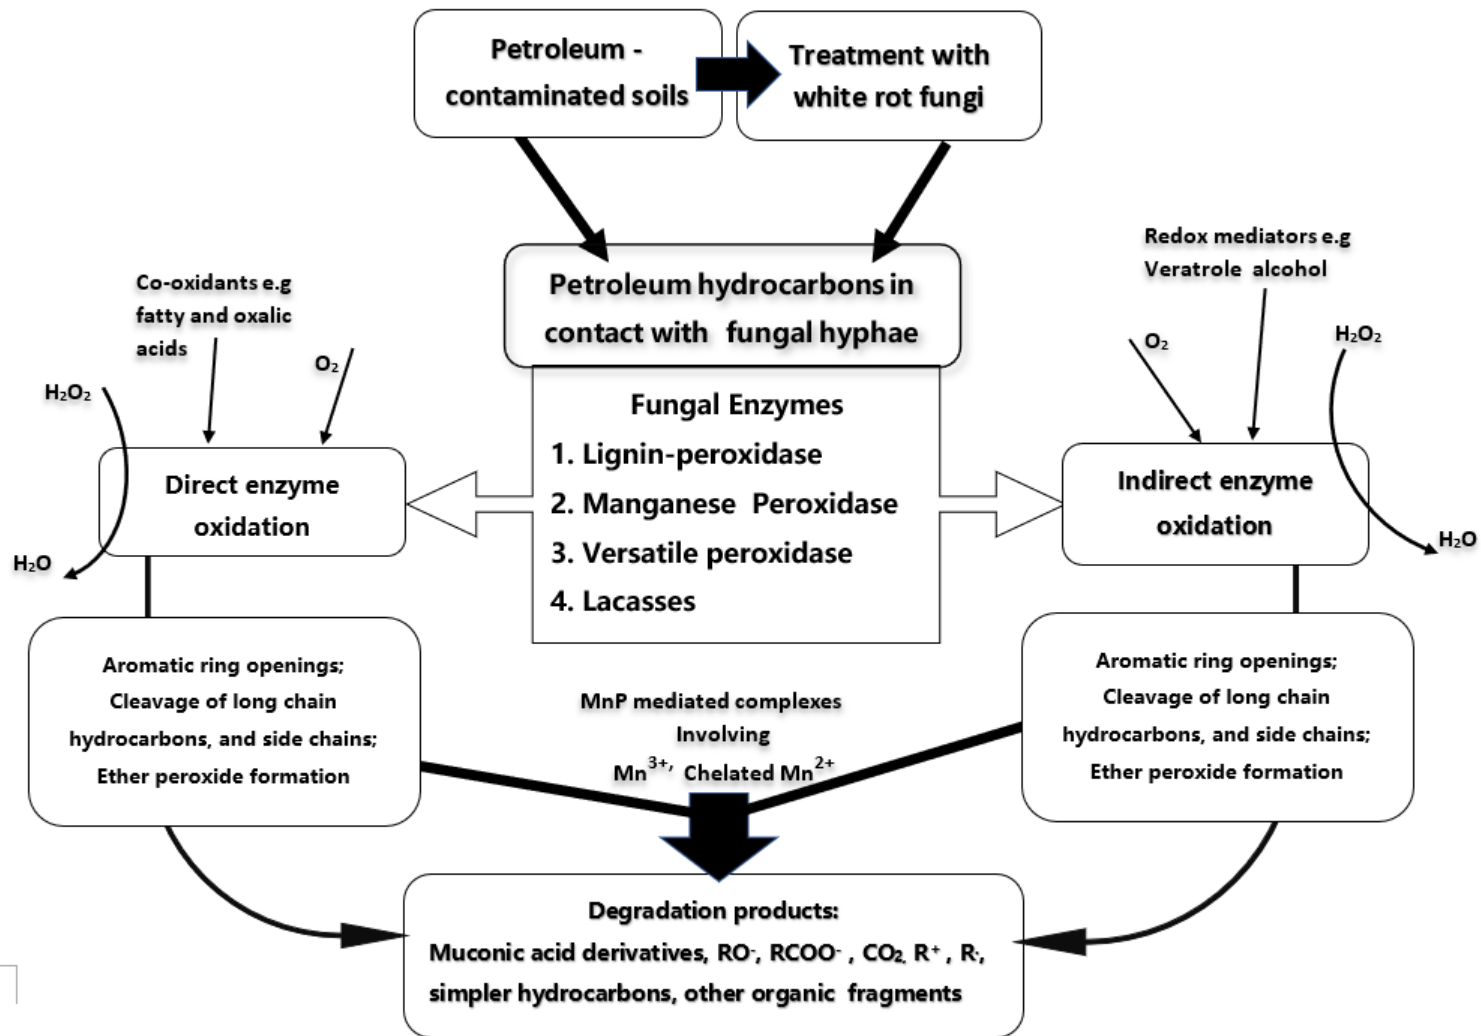 Petroleum -
contaminated soils
Treatment with
white rot fungi
Petroleum hydrocarbons in
contact with fungal hyphae
Co-oxidants e.g
fatty and oxalic
acids
O₂
H₂O₂
H₂O
Direct enzyme
oxidation
Fungal Enzymes
1. Lignin-peroxidase
2. Manganese Peroxidase
3. Versatile peroxidase
4. Lacasses
Redox mediators e.g
Veratrole alcohol
O₂
H₂O₂
H₂O
Indirect enzyme
oxidation
Aromatic ring openings;
Cleavage of long chain
hydrocarbons, and side chains;
Ether peroxide formation
MnP mediated complexes
Involving
Mn³⁺, Chelated Mn²⁺
Aromatic ring openings;
Cleavage of long chain
hydrocarbons, and side chains;
Ether peroxide formation
Degradation products:
Muconic acid derivatives, RO⁻, RCOO⁻ , CO₂, R⁺ , R·,
simpler hydrocarbons, other organic fragments